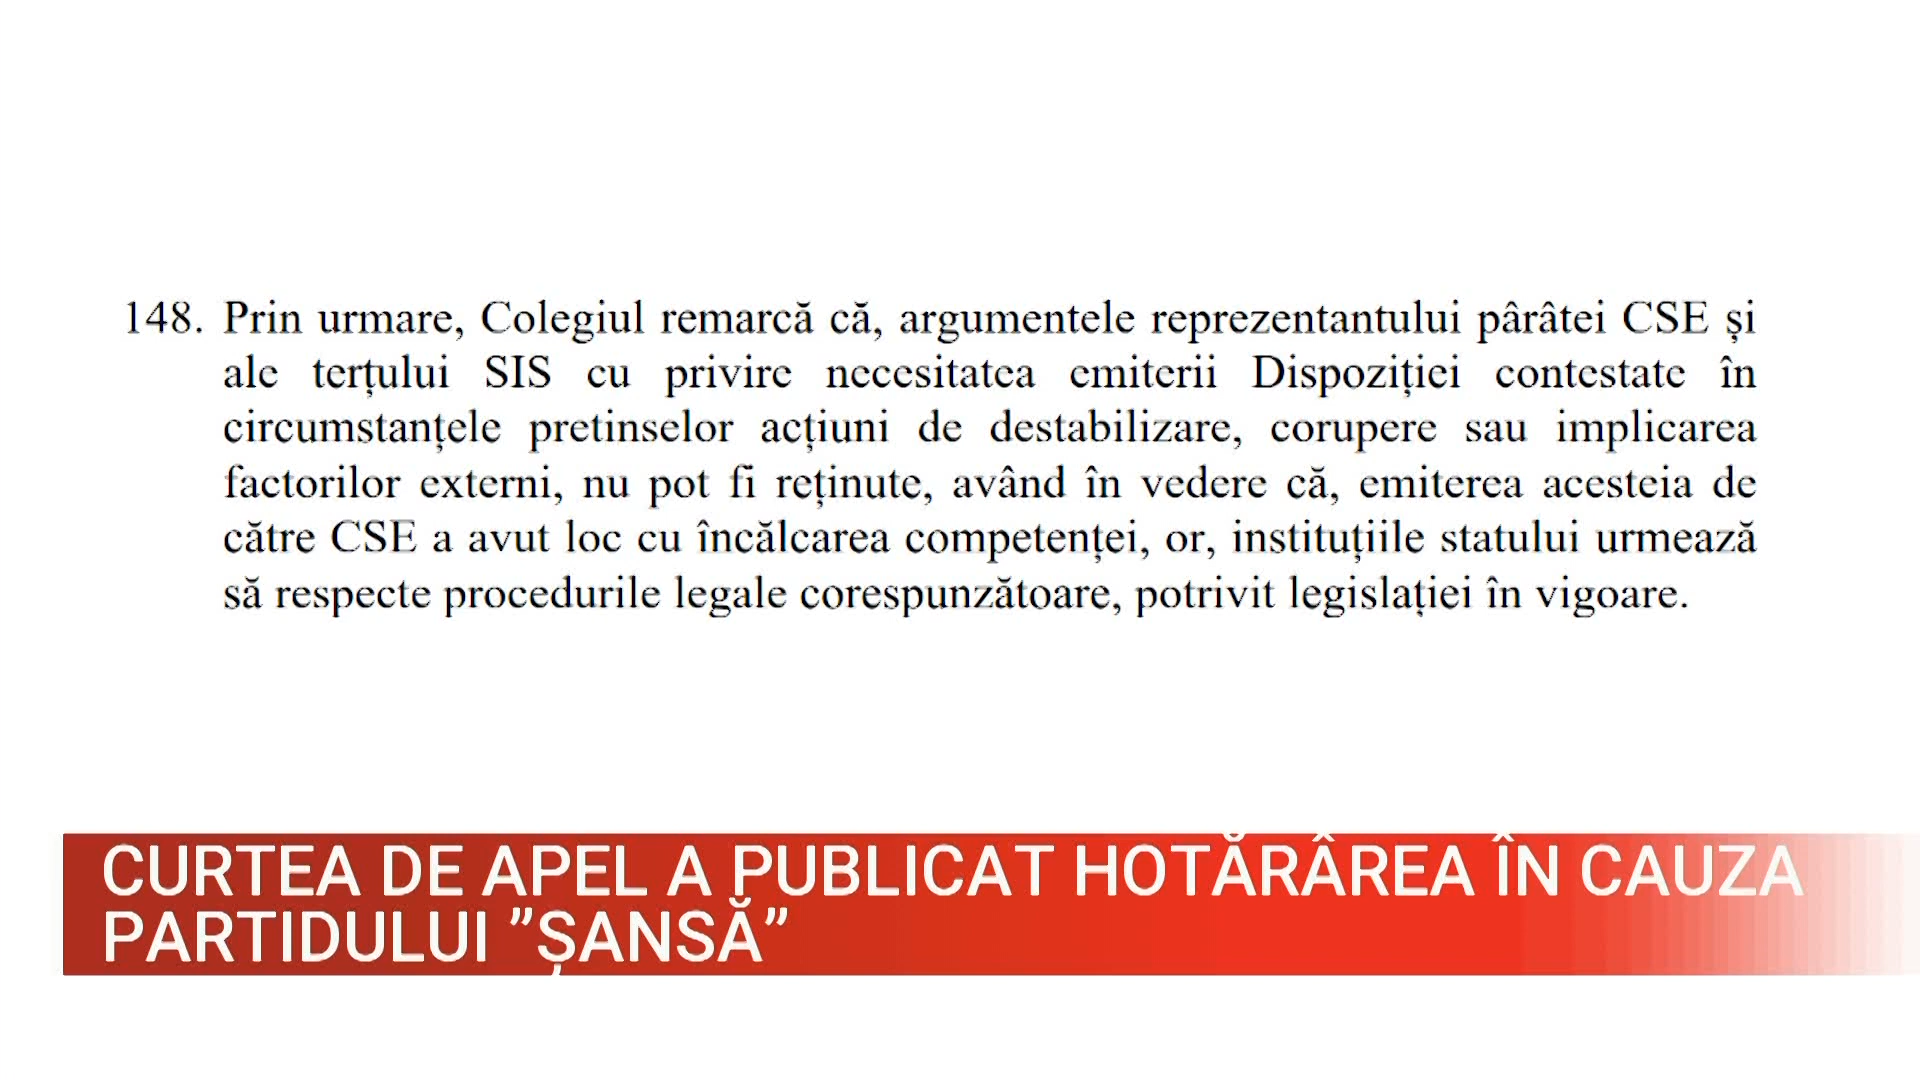 148. Prin urmare, Colegiul remarcă că, argumentele reprezentantului pârâtei CSE și
ale terțului SIS cu privire necesitatea emiterii Dispoziției contestate în
circumstanțele pretinselor acțiuni de destabilizare, corupere sau implicarea
factorilor externi, nu pot fi reținute, având în vedere că, emiterea acesteia de
către CSE a avut loc cu încălcarea competenței, or, instituțiile statului urmează
să respecte procedurile legale corespunzătoare, potrivit legislației în vigoare.
CURTEA DE APEL A PUBLICAT HOTĂRÂREA ÎN CAUZA
PARTIDULUI ”ȘANSĂ”